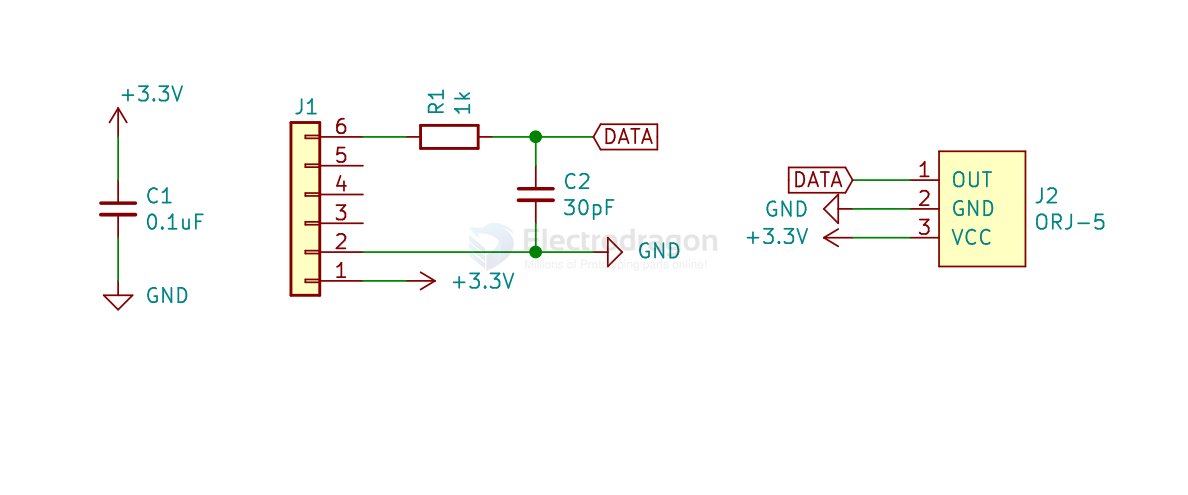 +3.3V
C1
0.1uF
GND
J1
6
5
4
3
2
1
R1
1k
DATA
C2
30pF
GND
+3.3V
Electrodragon
Millions of Prototyping parts online!
DATA
GND
+3.3V
1
2
3
OUT
GND
VCC
J2
ORJ-5